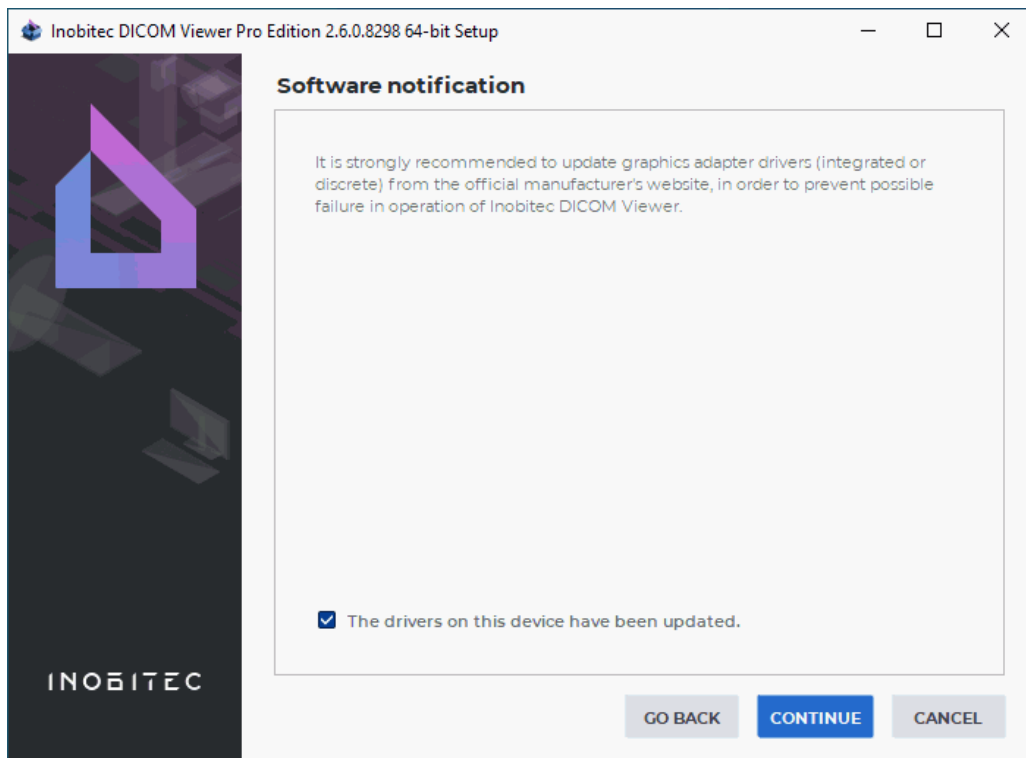 Inobitec DICOM Viewer Pro Edition 2.6.0.8298 64-bit Setup
Software notification
It is strongly recommended to update graphics adapter drivers (integrated or
discrete) from the official manufacturer's website, in order to prevent possible
failure in operation of Inobitec DICOM Viewer.
The drivers on this device have been updated.
INOBITEC
GO BACK
CONTINUE
CANCEL